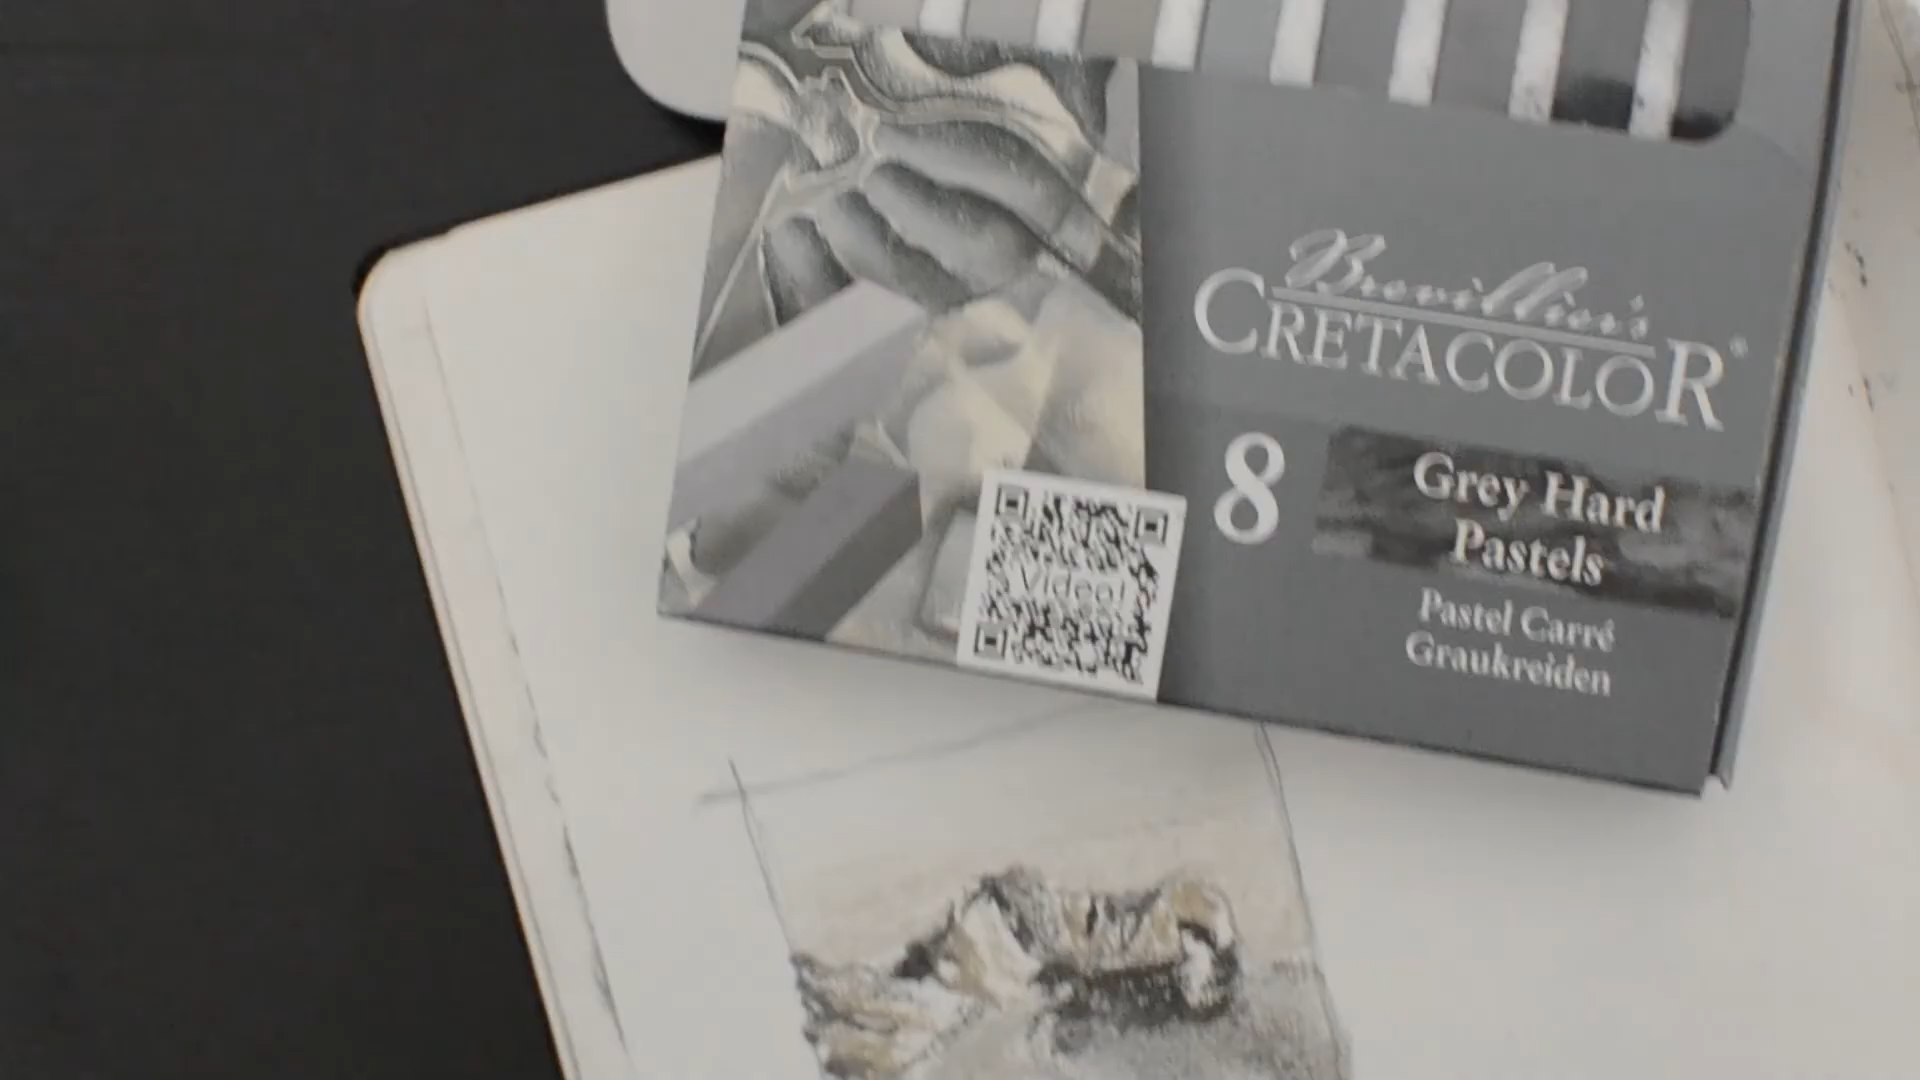 Brevillier's
CRETACOLOR®
8
Grey Hard
Pastels
Pastel Carré
Graukreiden
Video!